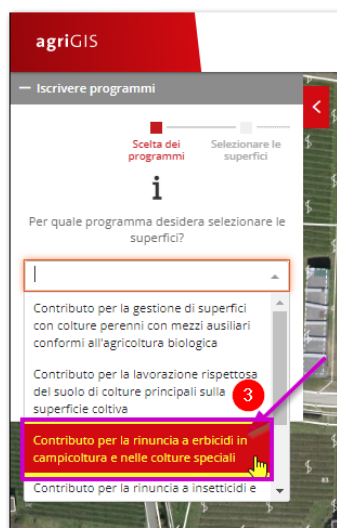 agriGIS
Iscrivere programmi
Scelta dei
programmi
Selezionare le
superfici
i
Per quale programma desidera selezionare le
superfici?
Contributo per la gestione di superfici
con colture perenni con mezzi ausiliari
conformi all'agricoltura biologica
Contributo per la lavorazione rispettosa
del suolo di colture principali sulla
superficie coltiva
3
Contributo per la rinuncia a erbicidi in
campicoltura e nelle colture speciali
Contributo per la rinuncia a insetticidi e